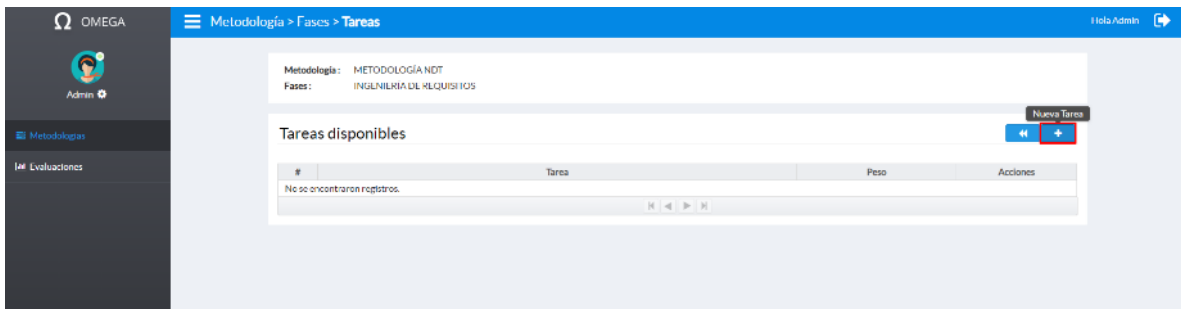 Ω OMEGA
Metodología > Fases > Tareas
Hola Admin
Admin
Metodologías
Evaluaciones
Metodología: METODOLOGÍA NDT
Fases: INGENIERÍA DE REQUISITOS
Nueva Tarea
Tareas disponibles
# Tarea Peso Acciones
No se encontraron registros.